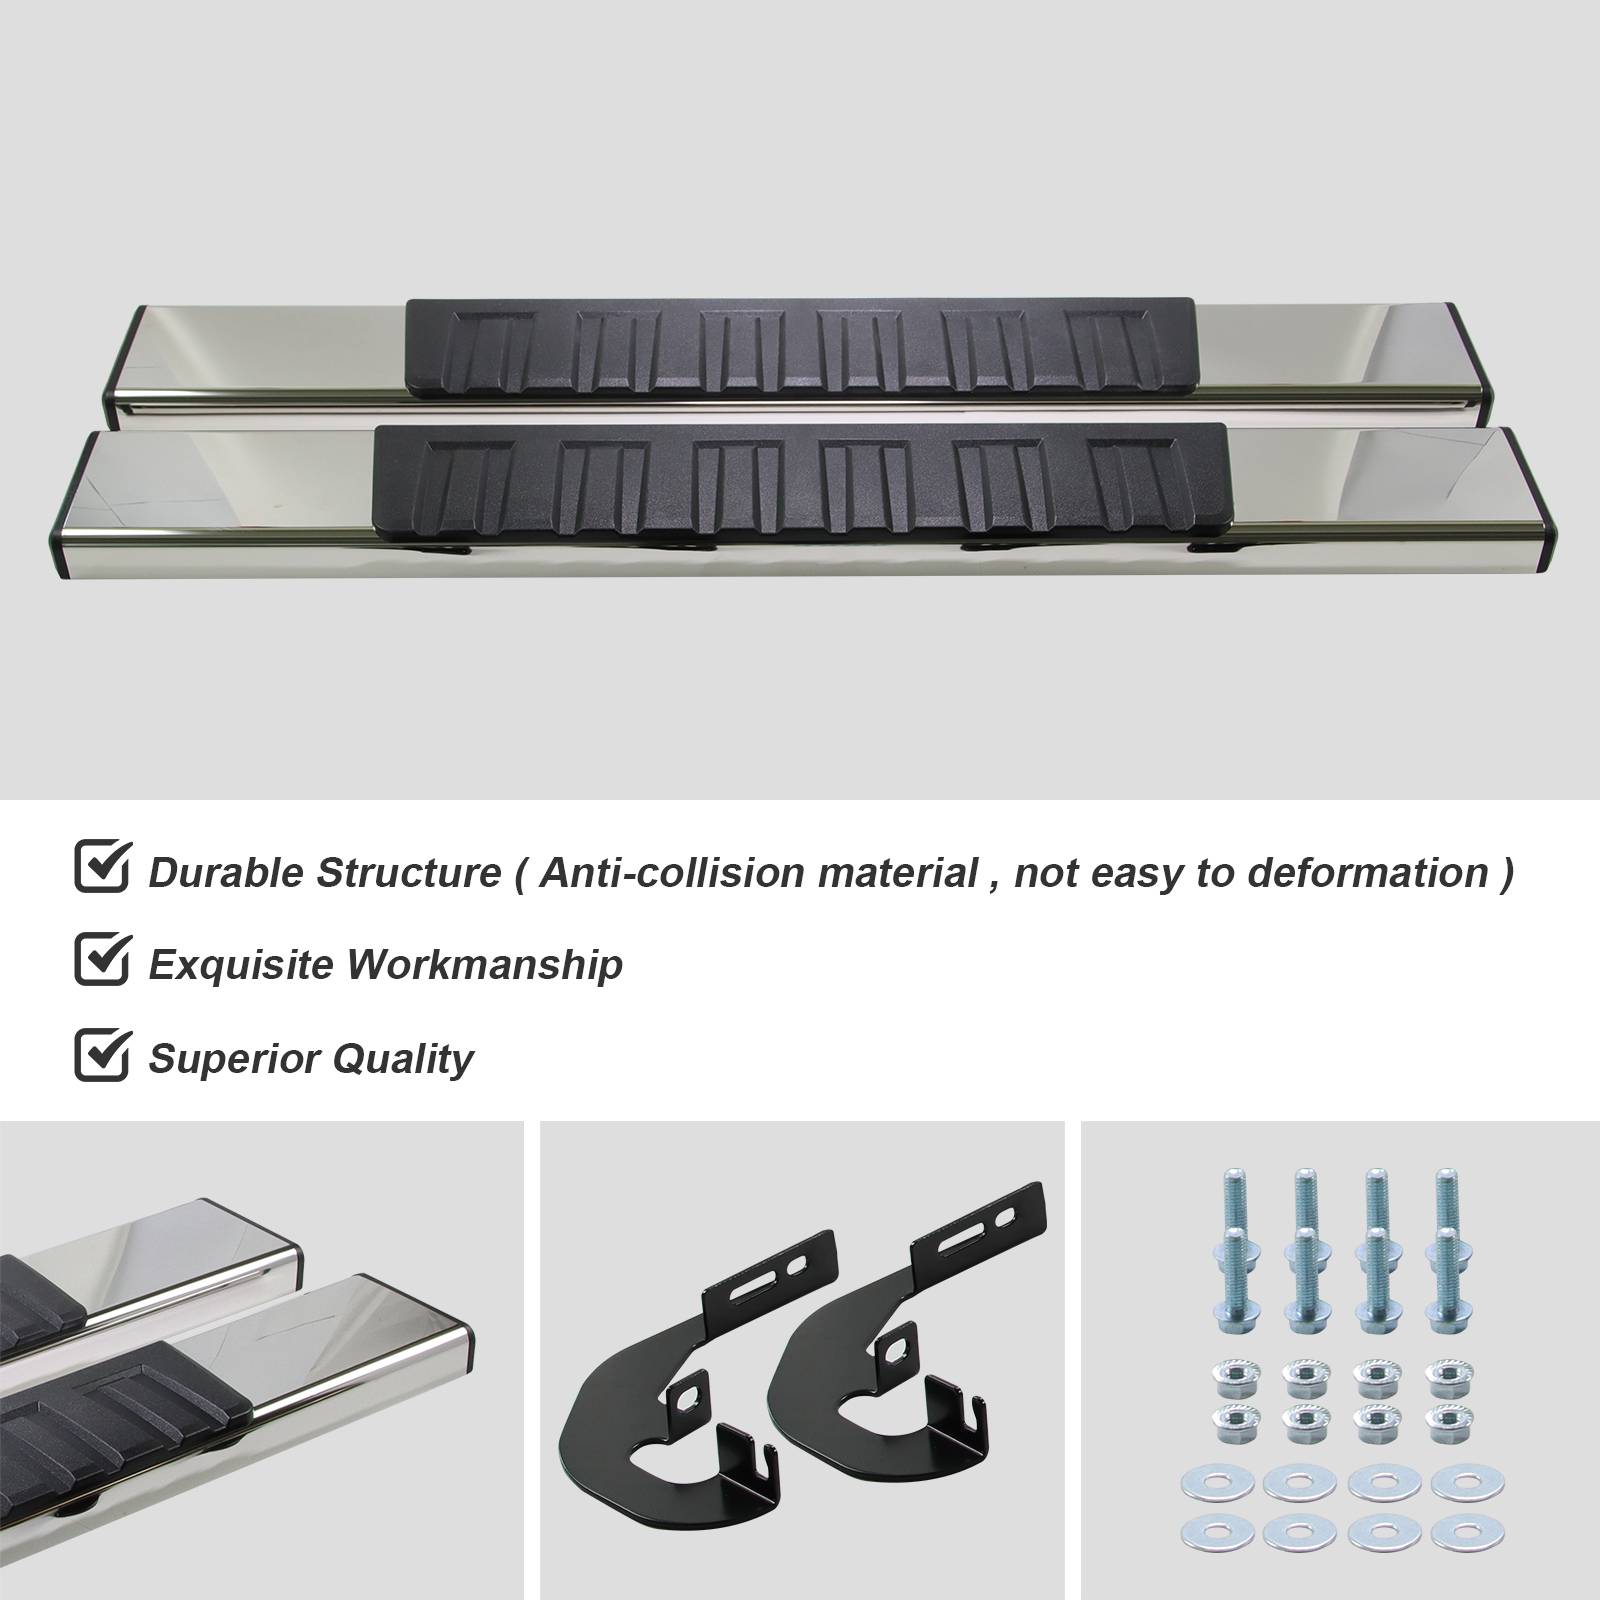 Durable Structure ( Anti-collision material , not easy to deformation )
Exquisite Workmanship
Superior Quality